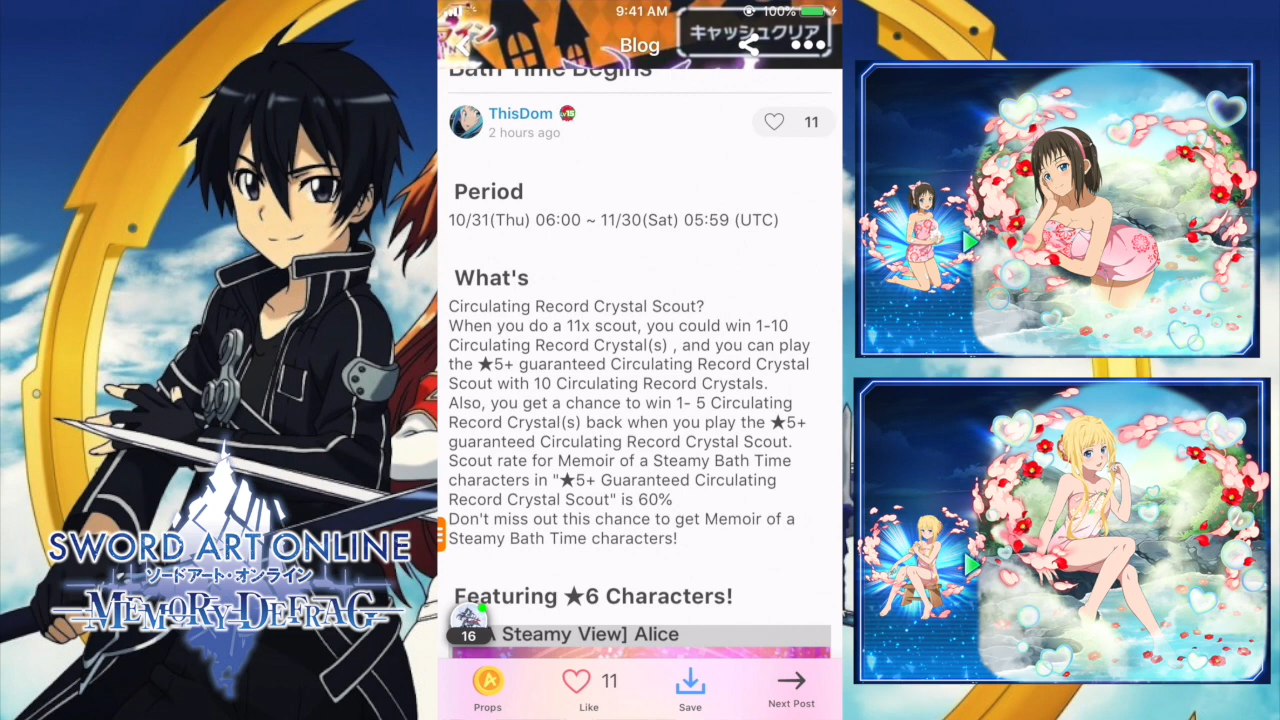 SWORD ART ONLINE
ソードアート・オンライン
MEMORY DEFRAG
9:41 AM
100%
イン
キャッシュクリア
Blog
Bath Time Begins
ThisDom
LV15
2 hours ago
11
Period
10/31(Thu) 06:00 ~ 11/30(Sat) 05:59 (UTC)
What's
Circulating Record Crystal Scout?
When you do a 11x scout, you could win 1-10
Circulating Record Crystal(s) , and you can play
the ★5+ guaranteed Circulating Record Crystal
Scout with 10 Circulating Record Crystals.
Also, you get a chance to win 1- 5 Circulating
Record Crystal(s) back when you play the ★5+
guaranteed Circulating Record Crystal Scout.
Scout rate for Memoir of a Steamy Bath Time
characters in "★5+ Guaranteed Circulating
Record Crystal Scout" is 60%
Don't miss out this chance to get Memoir of a
Steamy Bath Time characters!
Featuring ★6 Characters!
A Steamy View] Alice
16
11
Props
Like
Save
Next Post